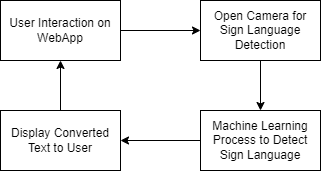 User Interaction on
WebApp
Open Camera for
Sign Language
Detection
Machine Learning
Process to Detect
Sign Language
Display Converted
Text to User